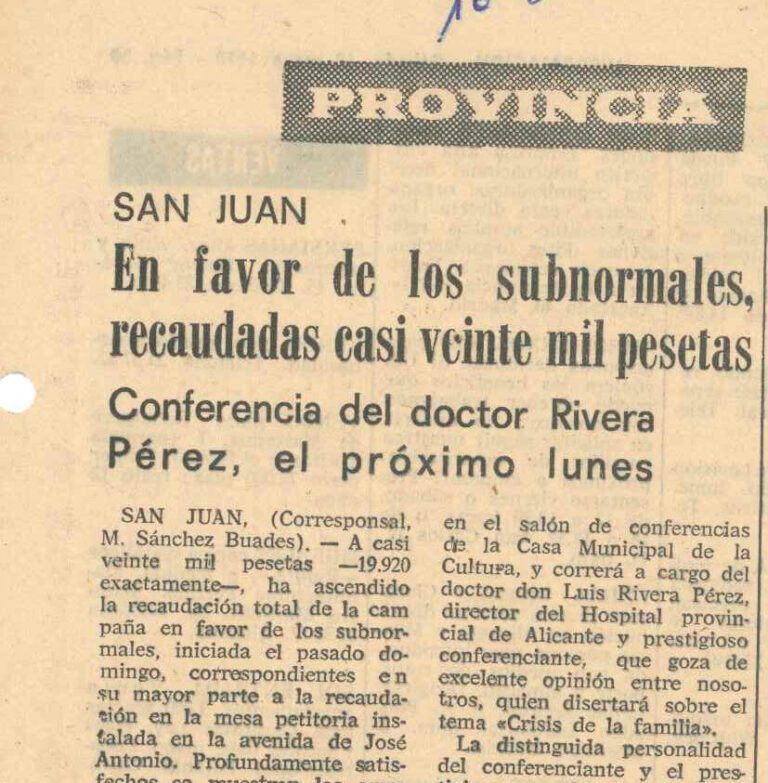 PROVINCIA
SAN JUAN
En favor de los subnormales,
recaudadas casi veinte mil pesetas
Conferencia del doctor Rivera
Pérez, el próximo lunes
SAN JUAN, (Corresponsal,
M. Sánchez Buades). — A casi
veinte mil pesetas —19.920
exactamente—, ha ascendido
la recaudación total de la cam
paña en favor de los subnor-
males, iniciada el pasado do-
mingo, correspondientes en
su mayor parte a la recauda-
ción en la mesa petitoria ins-
talada en la avenida de José
Antonio. Profundamente satis-
fechos se muestran los
en el salón de conferencias
de la Casa Municipal de la
Cultura, y correrá a cargo del
doctor don Luis Rivera Pérez,
director del Hospital provin-
cial de Alicante y prestigioso
conferenciante, que goza de
excelente opinión entre noso-
tros, quien disertará sobre el
tema «Crisis de la familia».
La distinguida personalidad
del conferenciante y el pres-